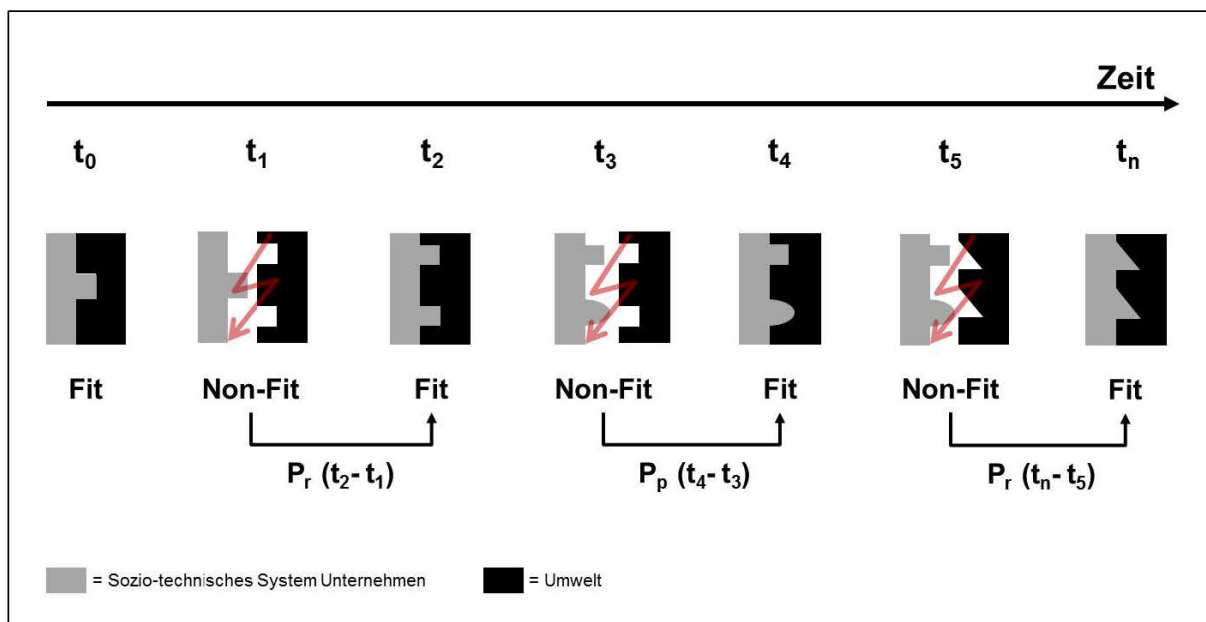 Zeit
t₀ t₁ t₂ t₃ t₄ t₅ tₙ
Fit Non-Fit Fit Non-Fit Fit Non-Fit Fit
Pᵣ (t₂- t₁) Pₚ (t₄- t₃) Pᵣ (tₙ- t₅)
= Sozio-technisches System Unternehmen = Umwelt